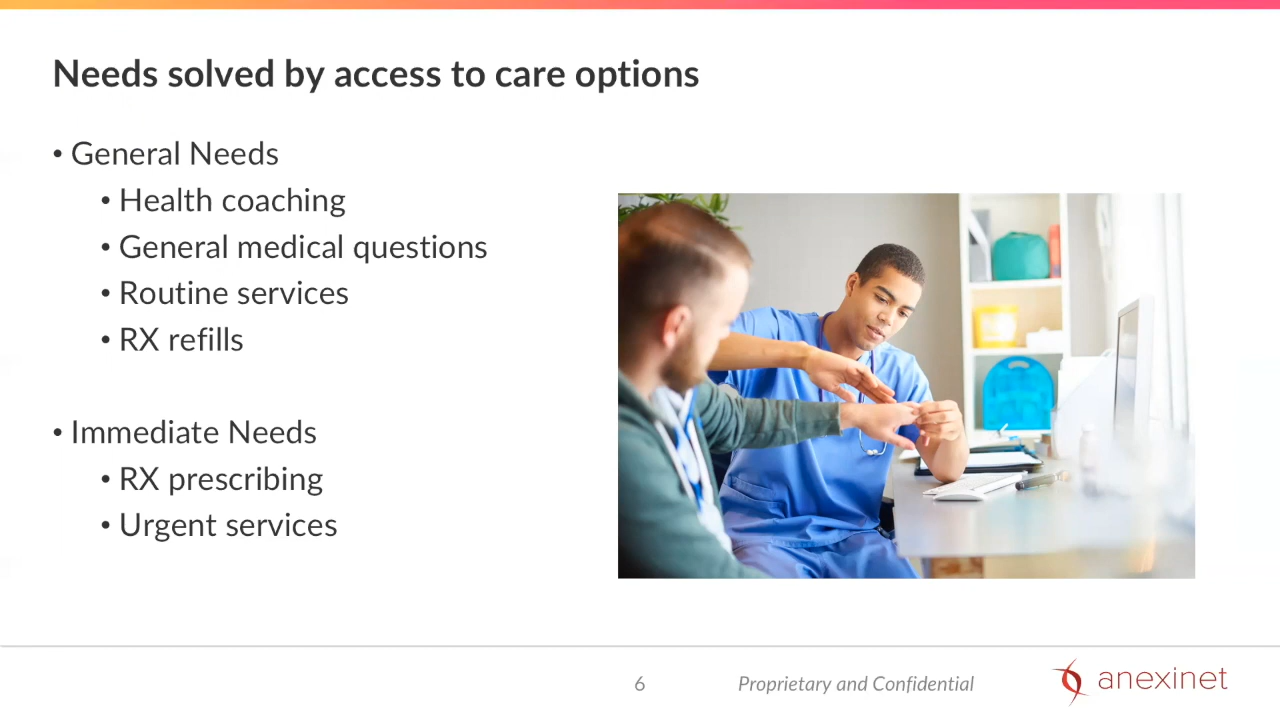 Needs solved by access to care options
• General Needs
• Health coaching
• General medical questions
• Routine services
• RX refills
• Immediate Needs
• RX prescribing
• Urgent services
6
Proprietary and Confidential
anexinet